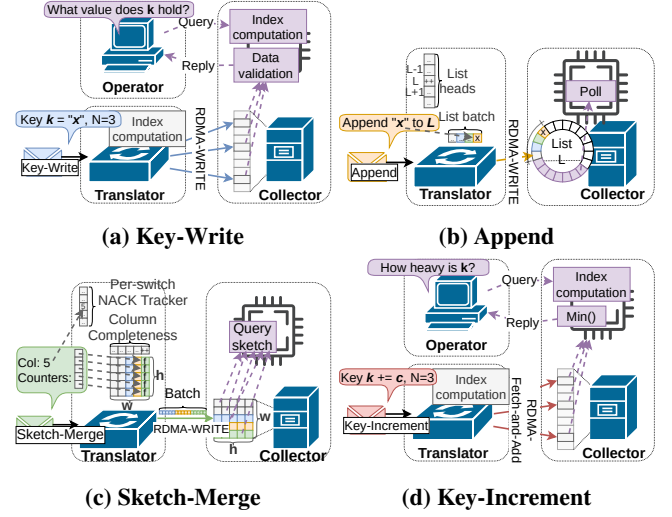 What value does k hold?
Query
Index
computation
Reply
Data
validation
Operator
Key k = "x", N=3
Index
computation
RDMA-WRITE
Key-Write
Translator
Collector
(a) Key-Write
L-1
L
L+1
++
List
heads
Poll
Append "x" to L
List batch
x
x
List
L
RDMA-WRITE
Append
Translator
Collector
(b) Append
Per-switch
NACK Tracker
Column
Completeness
Query
sketch
Col: 5
Counters:
h
w
Batch
RDMA-WRITE
w
h
Sketch-Merge
Translator
Collector
(c) Sketch-Merge
How heavy is k?
Query
Index
computation
Reply
Min()
Operator
Key k += c, N=3
Index
computation
RDMA-
Fetch-and-Add
Key-Increment
Translator
Collector
(d) Key-Increment